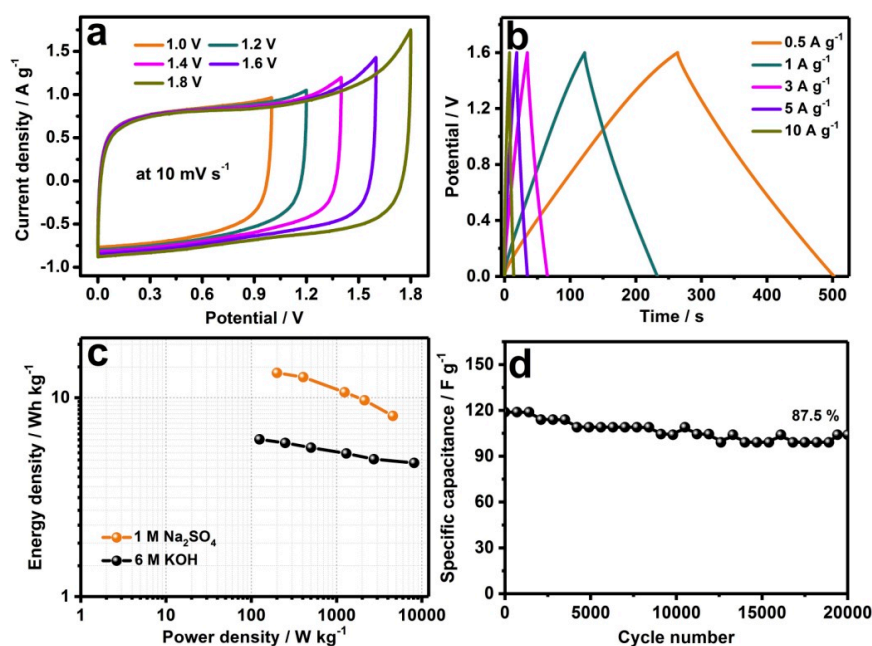 a
1.0 V
1.2 V
1.4 V
1.6 V
1.8 V
at 10 mV s⁻¹
1.5
1.0
0.5
0.0
-0.5
-1.0
Current density / A g⁻¹
0.0 0.3 0.6 0.9 1.2 1.5 1.8
Potential / V
b
0.5 A g⁻¹
1 A g⁻¹
3 A g⁻¹
5 A g⁻¹
10 A g⁻¹
2.0
1.6
1.2
0.8
0.4
0.0
Potential / V
0 100 200 300 400 500
Time / s
c
10
1
Energy density / Wh kg⁻¹
1 M Na₂SO₄
6 M KOH
1 10 100 1000 10000
Power density / W kg⁻¹
d
87.5 %
150
120
90
60
30
0
Specific capacitance / F g⁻¹
0 5000 10000 15000 20000
Cycle number